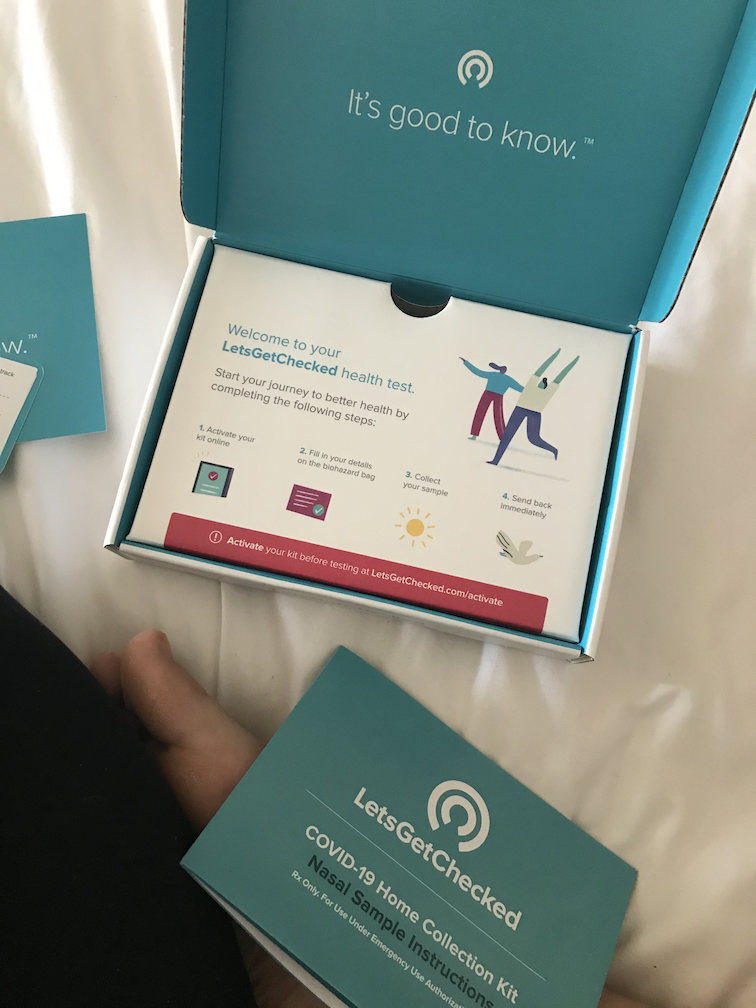 It's good to know.™
w.™
track
Welcome to your
LetsGetChecked health test.
Start your journey to better health by
completing the following steps:
1. Activate your
kit online
2. Fill in your details
on the biohazard bag
3. Collect
your sample
4. Send back
immediately
Activate your kit before testing at LetsGetChecked.com/activate
LetsGetChecked
COVID-19 Home Collection Kit
Nasal Sample Instructions
Rx Only. For Use Under Emergency Use Authorizat